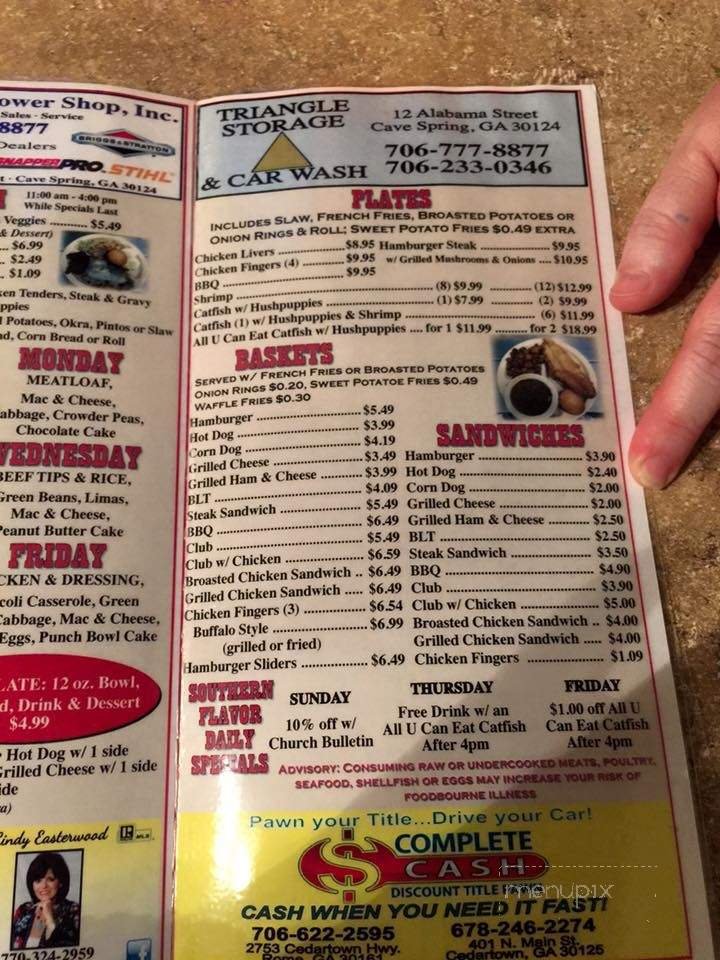 ower Shop, Inc.
Sales · Service
8877
Dealers
BRIGGS & STRATTON
SNAPPER PRO. STIHL
t · Cave Spring, GA 30124
11:00 am - 4:00 pm
While Specials Last
Veggies .......... $5.49
& Dessert)
... $6.99
... $2.49
... $1.09
ken Tenders, Steak & Gravy
ppies
Potatoes, Okra, Pintos or Slaw
ad, Corn Bread or Roll
MONDAY
MEATLOAF,
Mac & Cheese,
abbage, Crowder Peas,
Chocolate Cake
WEDNESDAY
BEEF TIPS & RICE,
Green Beans, Limas,
Mac & Cheese,
Peanut Butter Cake
FRIDAY
CKEN & DRESSING,
coli Casserole, Green
Cabbage, Mac & Cheese,
Eggs, Punch Bowl Cake
LATE: 12 oz. Bowl,
d, Drink & Dessert
$4.99
Hot Dog w/ 1 side
Grilled Cheese w/ 1 side
ide
Cindy Easterwood
770-324-2959
TRIANGLE
STORAGE
& CAR WASH
12 Alabama Street
Cave Spring, GA 30124
706-777-8877
706-233-0346
PLATES
INCLUDES SLAW, FRENCH FRIES, BROASTED POTATOES OR
ONION RINGS & ROLL; SWEET POTATO FRIES $0.49 EXTRA
Chicken Livers .......... $8.95
Chicken Fingers (4) .......... $9.95
BBQ .......... $9.95
Hamburger Steak .......... $9.95
w/ Grilled Mushrooms & Onions .... $10.95
Shrimp .......... (8) $9.99 .......... (12) $12.99
Catfish w/ Hushpuppies .......... (1) $7.99 .......... (2) $9.99
Catfish (1) w/ Hushpuppies & Shrimp .......... (6) $11.99
All U Can Eat Catfish w/ Hushpuppies .... for 1 $11.99 .......... for 2 $18.99
BASKETS
SERVED W/ FRENCH FRIES OR BROASTED POTATOES
ONION RINGS $0.20, SWEET POTATOE FRIES $0.49
WAFFLE FRIES $0.30
Hamburger .......... $5.49
Hot Dog .......... $3.99
Corn Dog .......... $4.19
Grilled Cheese .......... $3.49
Grilled Ham & Cheese .......... $3.99
BLT .......... $4.09
Steak Sandwich .......... $5.49
BBQ .......... $6.49
Club .......... $5.49
Club w/ Chicken .......... $6.59
Broasted Chicken Sandwich .. $6.49
Grilled Chicken Sandwich ..... $6.49
Chicken Fingers (3) .......... $6.54
Buffalo Style .......... $6.99
(grilled or fried)
Hamburger Sliders .......... $6.49
SANDWICHES
Hamburger .......... $3.90
Hot Dog .......... $2.40
Corn Dog .......... $2.00
Grilled Cheese .......... $2.00
Grilled Ham & Cheese .......... $2.50
BLT .......... $2.50
Steak Sandwich .......... $3.50
BBQ .......... $4.90
Club .......... $3.90
Club w/ Chicken .......... $5.00
Broasted Chicken Sandwich .. $4.00
Grilled Chicken Sandwich ..... $4.00
Chicken Fingers .......... $1.09
SOUTHERN
FLAVOR
DAILY
SPECIALS
SUNDAY
10% off w/
Church Bulletin
THURSDAY
Free Drink w/ an
All U Can Eat Catfish
After 4pm
FRIDAY
$1.00 off All U
Can Eat Catfish
After 4pm
ADVISORY: CONSUMING RAW OR UNDERCOOKED MEATS, POULTRY,
SEAFOOD, SHELLFISH OR EGGS MAY INCREASE YOUR RISK OF
FOODBOURNE ILLNESS
Pawn your Title...Drive your Car!
$ COMPLETE
CASH
DISCOUNT TITLE
CASH WHEN YOU NEED IT FAST!
706-622-2595
2753 Cedartown Hwy.
Rome, GA 30161
678-246-2274
401 N. Main St.
Cedartown, GA 30125
menupix